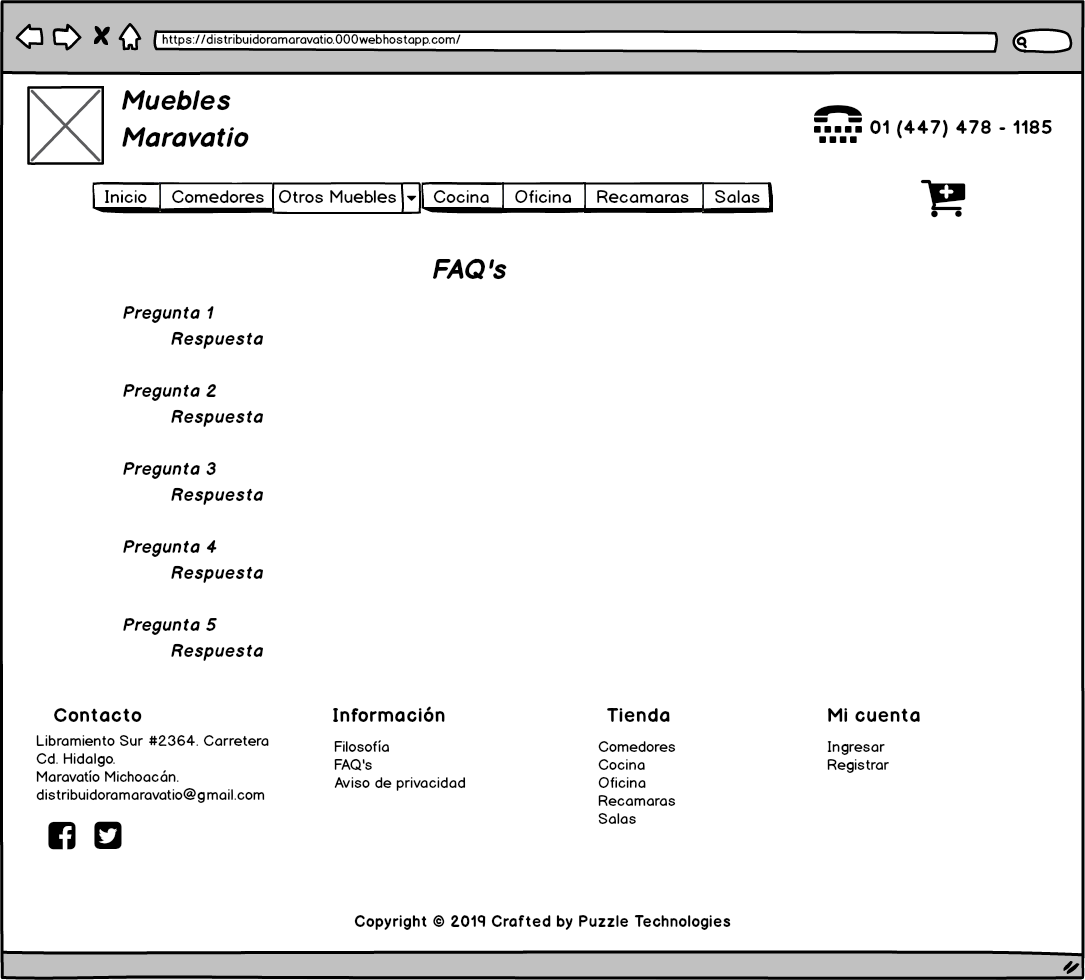 https://distribuidoramaravatio.000webhostapp.com/
Muebles
Maravatio
01 (447) 478 - 1185
Inicio Comedores Otros Muebles Cocina Oficina Recamaras Salas
FAQ's
Pregunta 1
Respuesta
Pregunta 2
Respuesta
Pregunta 3
Respuesta
Pregunta 4
Respuesta
Pregunta 5
Respuesta
Contacto
Libramiento Sur #2364. Carretera
Cd. Hidalgo.
Maravatío Michoacán.
distribuidoramaravatio@gmail.com
Información
Filosofía
FAQ's
Aviso de privacidad
Tienda
Comedores
Cocina
Oficina
Recamaras
Salas
Mi cuenta
Ingresar
Registrar
Copyright © 2019 Crafted by Puzzle Technologies